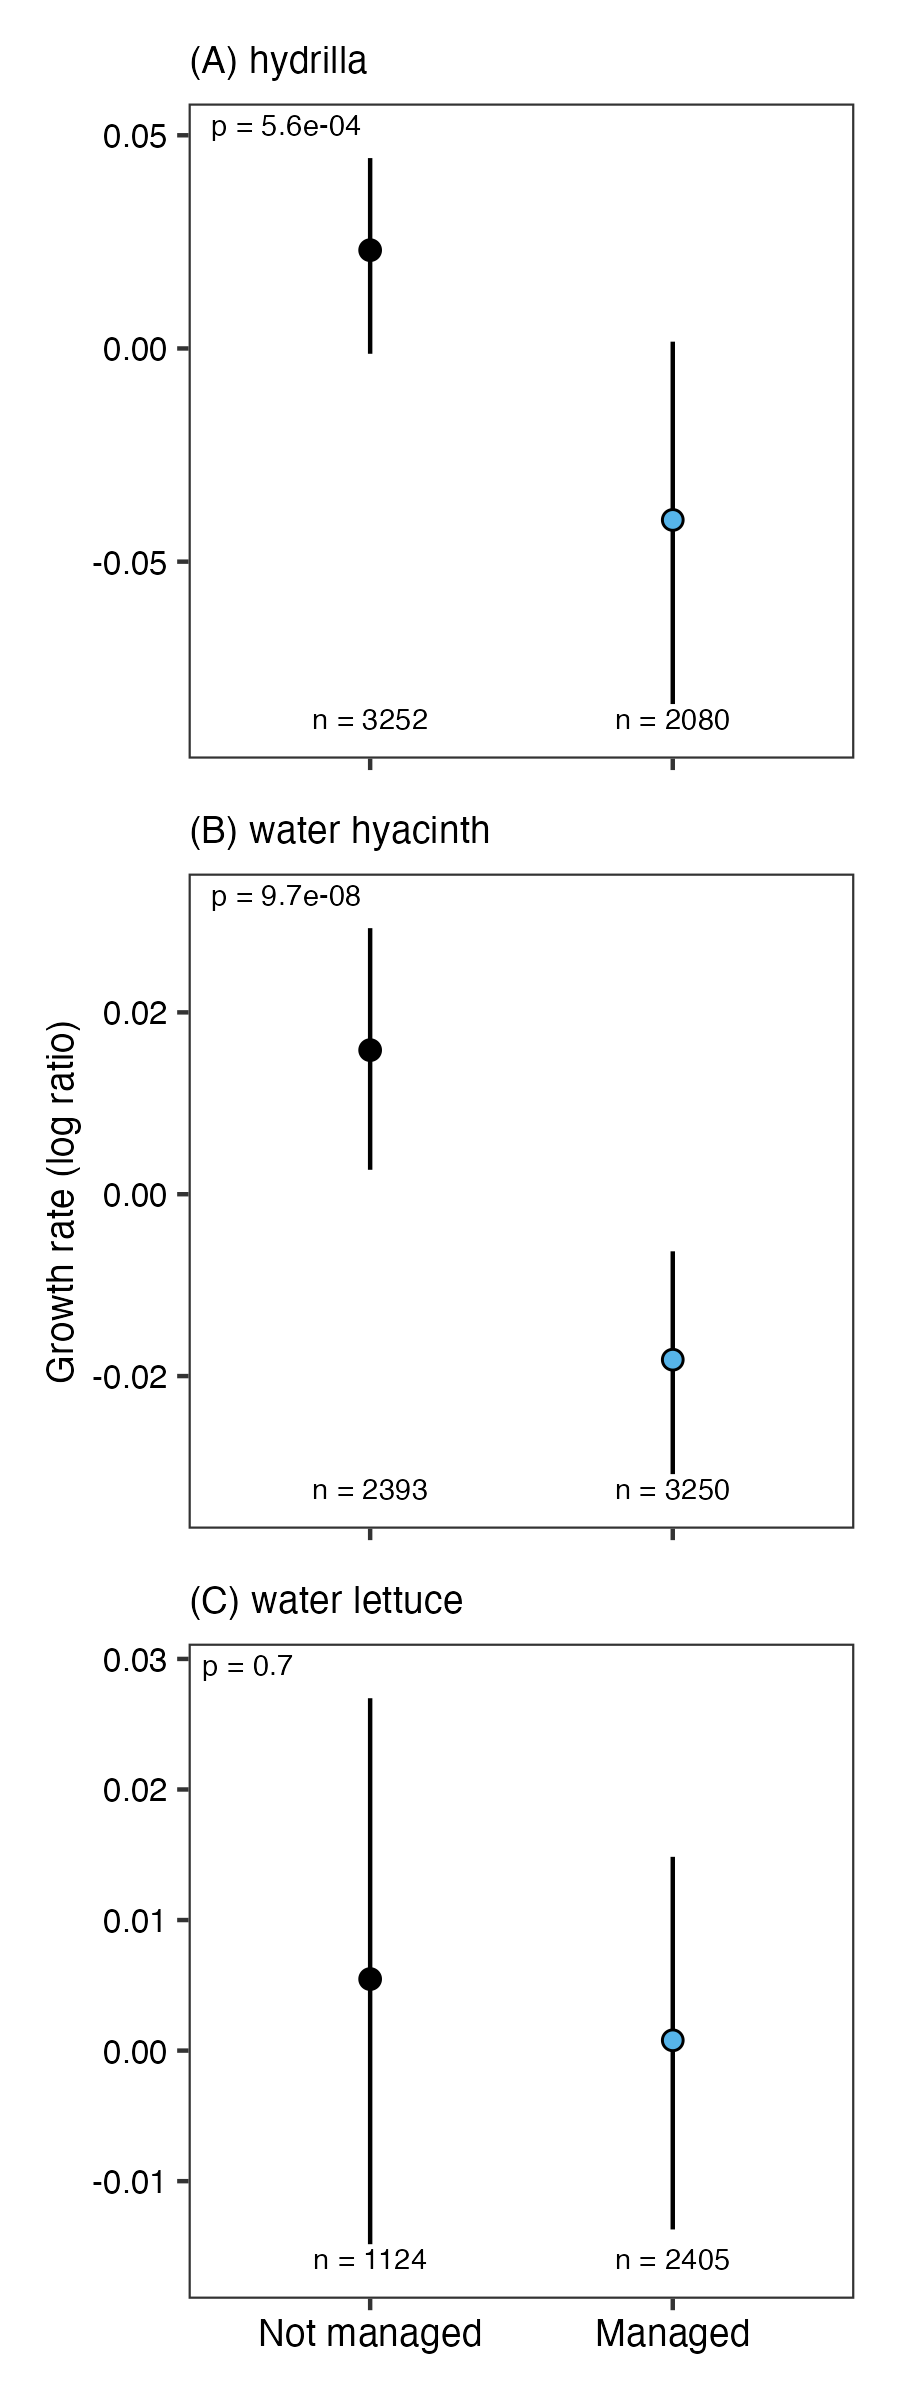 (A) hydrilla
p = 5.6e-04
0.05
0.00
-0.05
n = 3252 n = 2080
(B) water hyacinth
p = 9.7e-08
Growth rate (log ratio)
0.02
0.00
-0.02
n = 2393 n = 3250
(C) water lettuce
p = 0.7
0.03
0.02
0.01
0.00
-0.01
n = 1124 n = 2405
Not managed Managed